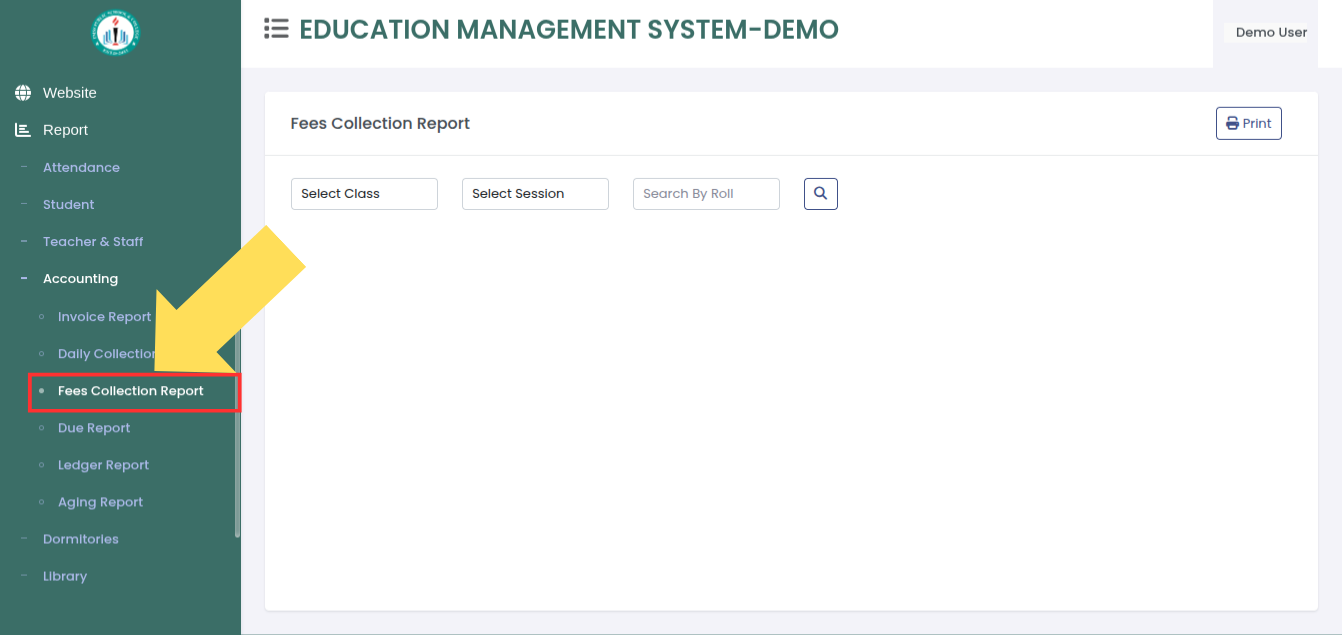 EDUCATION MANAGEMENT SYSTEM-DEMO
Demo User
Website
Report
Attendance
Student
Teacher & Staff
Accounting
Invoice Report
Daily Collection
Fees Collection Report
Due Report
Ledger Report
Aging Report
Dormitories
Library
Fees Collection Report
Print
Select Class
Select Session
Search By Roll